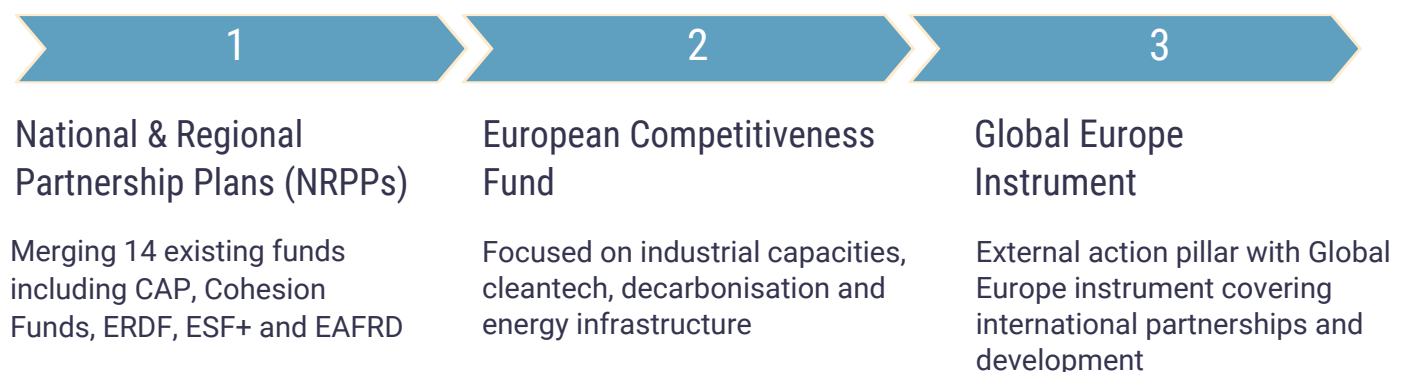 1
National & Regional
Partnership Plans (NRPPs)
Merging 14 existing funds
including CAP, Cohesion
Funds, ERDF, ESF+ and EAFRD
2
European Competitiveness
Fund
Focused on industrial capacities,
cleantech, decarbonisation and
energy infrastructure
3
Global Europe
Instrument
External action pillar with Global
Europe instrument covering
international partnerships and
development